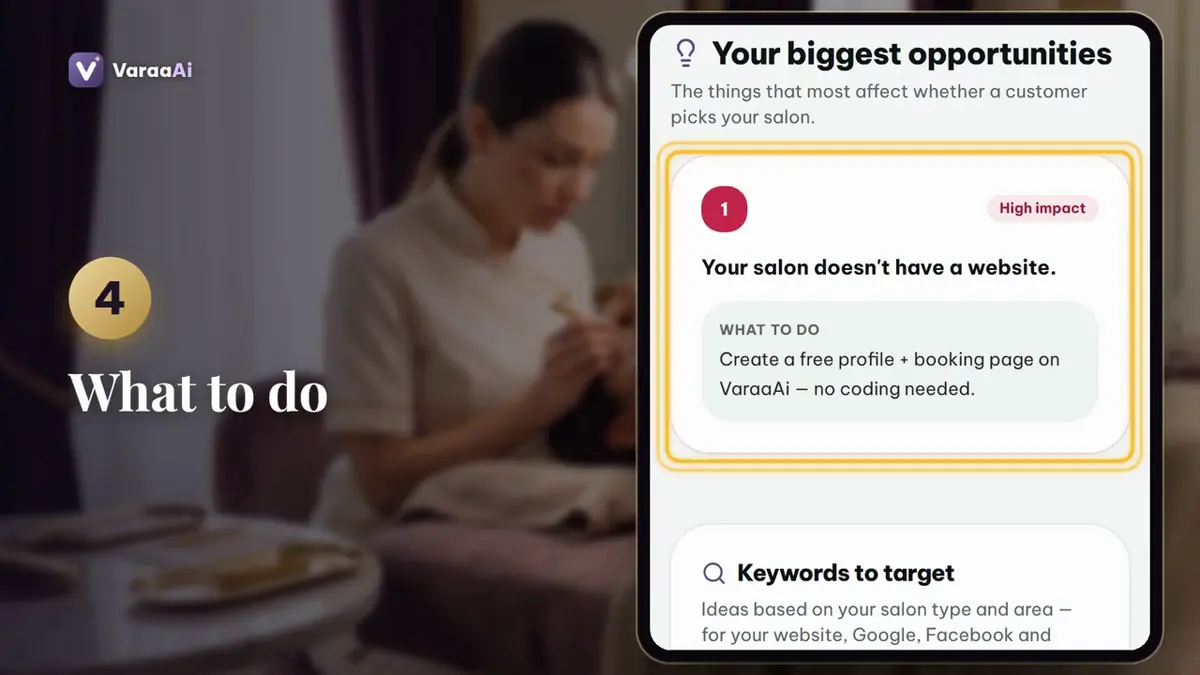 VaraaAi
4
What to do
Your biggest opportunities
The things that most affect whether a customer
picks your salon.
1
High impact
Your salon doesn't have a website.
WHAT TO DO
Create a free profile + booking page on
VaraaAi — no coding needed.
Keywords to target
Ideas based on your salon type and area —
for your website, Google, Facebook and